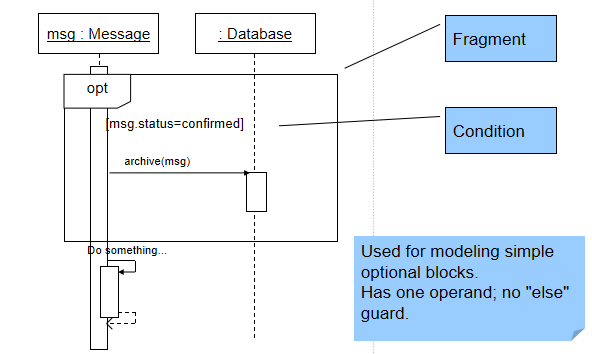 msg : Message
: Database
Fragment
opt
[msg.status=confirmed]
Condition
archive(msg)
Do something...
Used for modeling simple
optional blocks.
Has one operand; no "else"
guard.